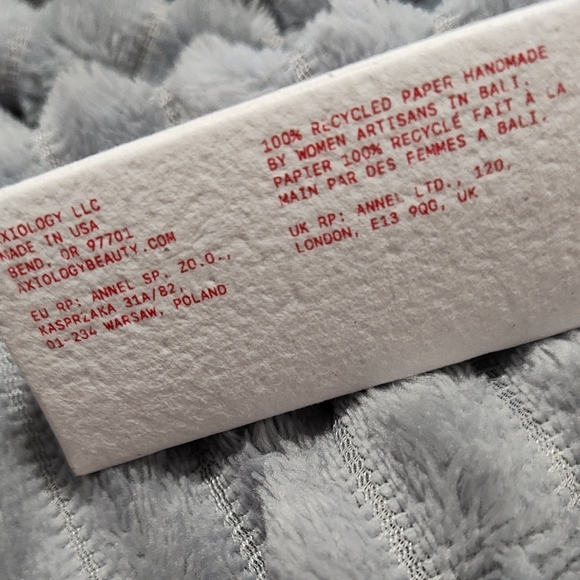 AXIOLOGY LLC
MADE IN USA
BEND, OR 97701
AXIOLOGYBEAUTY.COM
EU RP: ANNEL SP. ZO.O.,
KASPRZAKA 31A/82,
01-234 WARSAW, POLAND
100% RECYCLED PAPER HANDMADE
BY WOMEN ARTISANS IN BALI.
PAPIER 100% RECYCLÉ FAIT À LA
MAIN PAR DES FEMMES A BALI.
UK RP: ANNEL LTD., 120,
LONDON, E13 9QO, UK